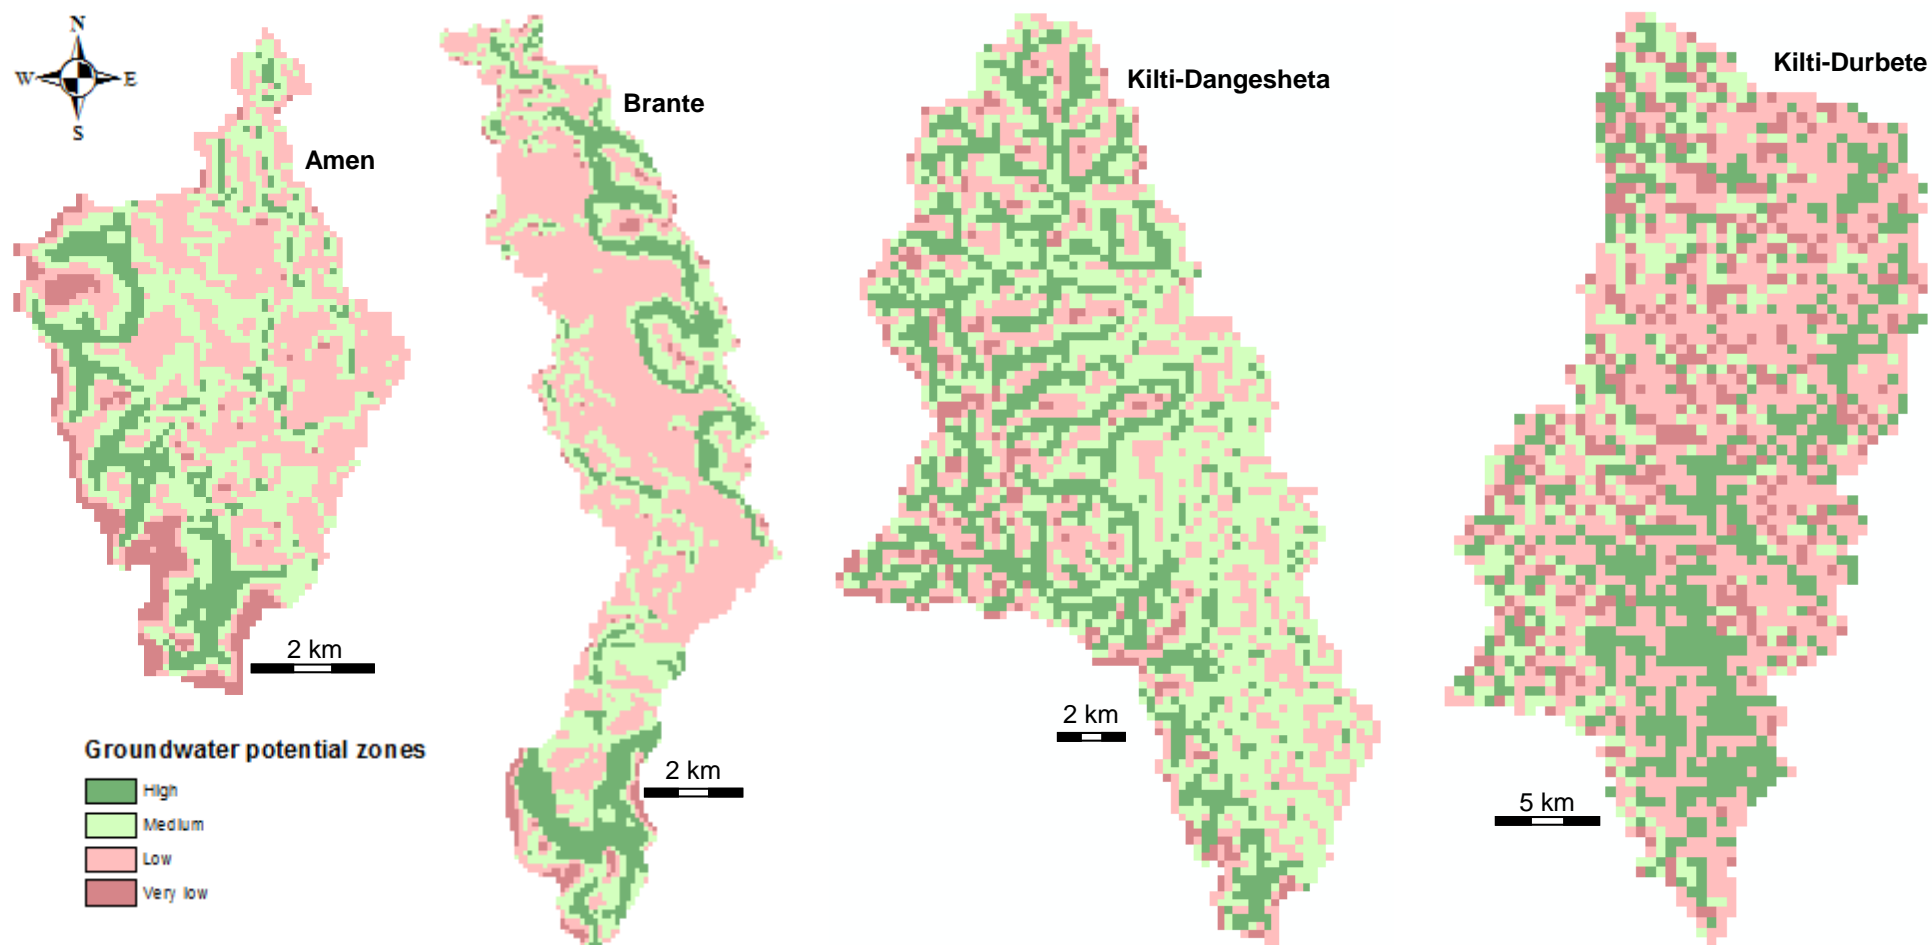 N
W E
S
Amen
Brante
Kilti-Dangesheta
Kilti-Durbete
2 km
2 km
2 km
5 km
Groundwater potential zones
High
Medium
Low
Very low